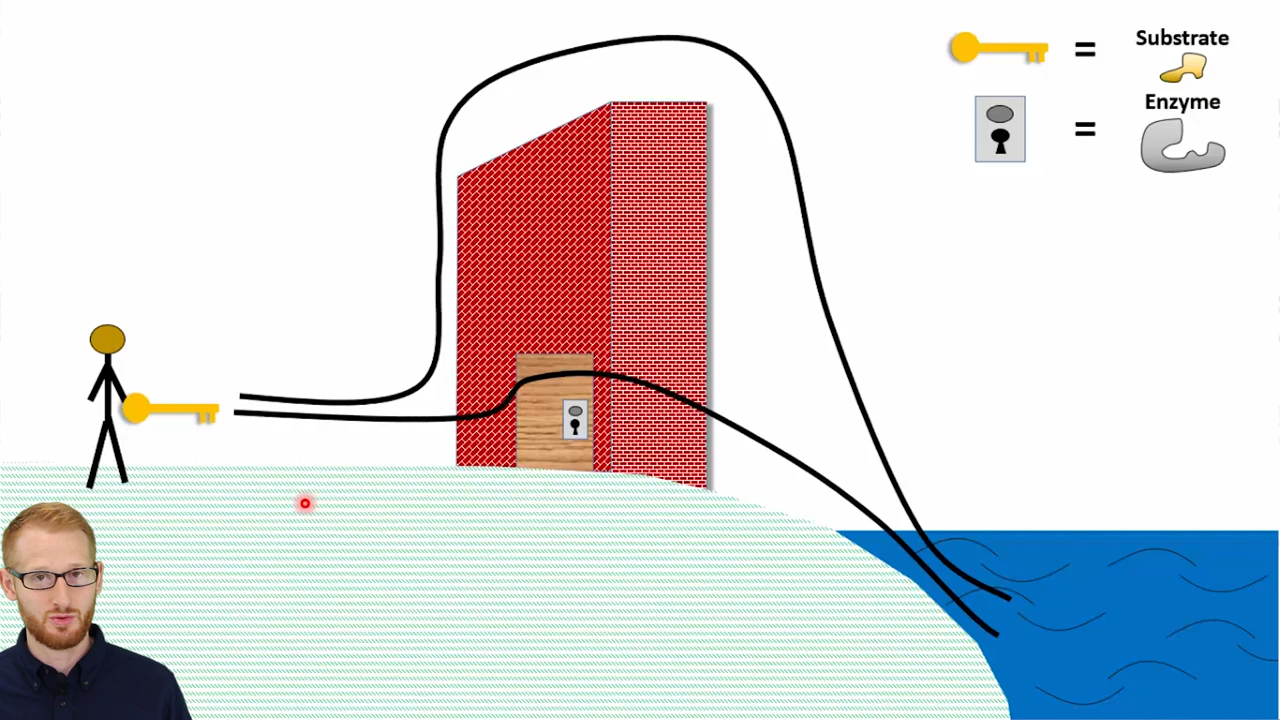 =
Substrate
=
Enzyme